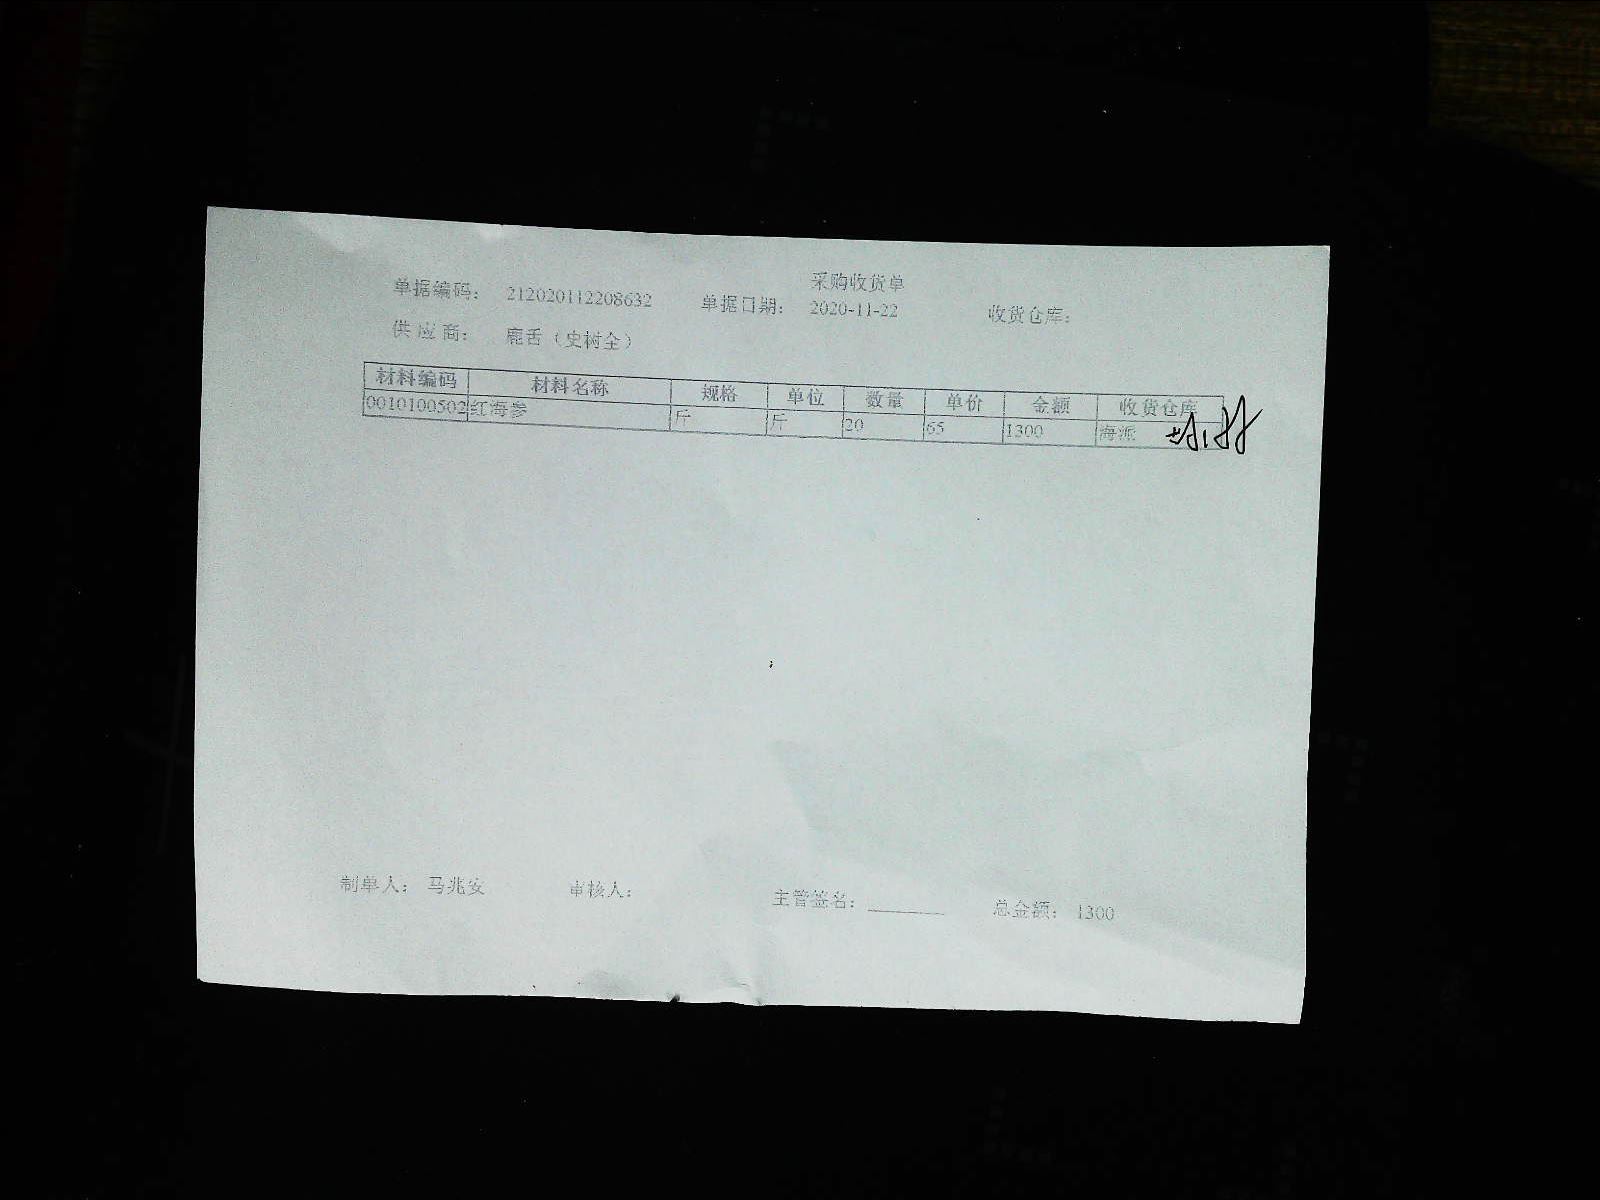 采购收货单
单据编码： 212020112208632 单据日期： 2020-11-22 收货仓库：
供 应 商： 鹿舌（史树全）
材料编码 材料名称 规格 单位 数量 单价 金额 收货仓库
0010100502 红海参 斤 斤 20 65 1300 海派
制单人： 马兆安 审核人： 主管签名： 总金额： 1300